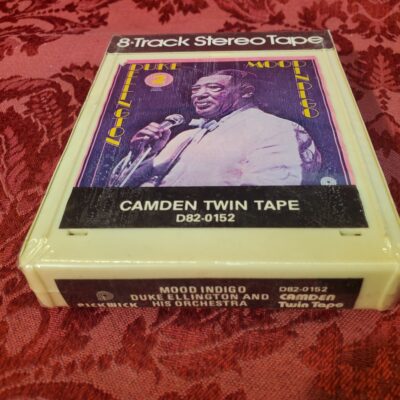 8-Track Stereo Tape
DUKE
ELLINGTON
MOOD INDIGO
8
CAMDEN TWIN TAPE
D82-0152
MOOD INDIGO
DUKE ELLINGTON AND
HIS ORCHESTRA
PICKWICK
D82-0152
CAMDEN
Twin Tape